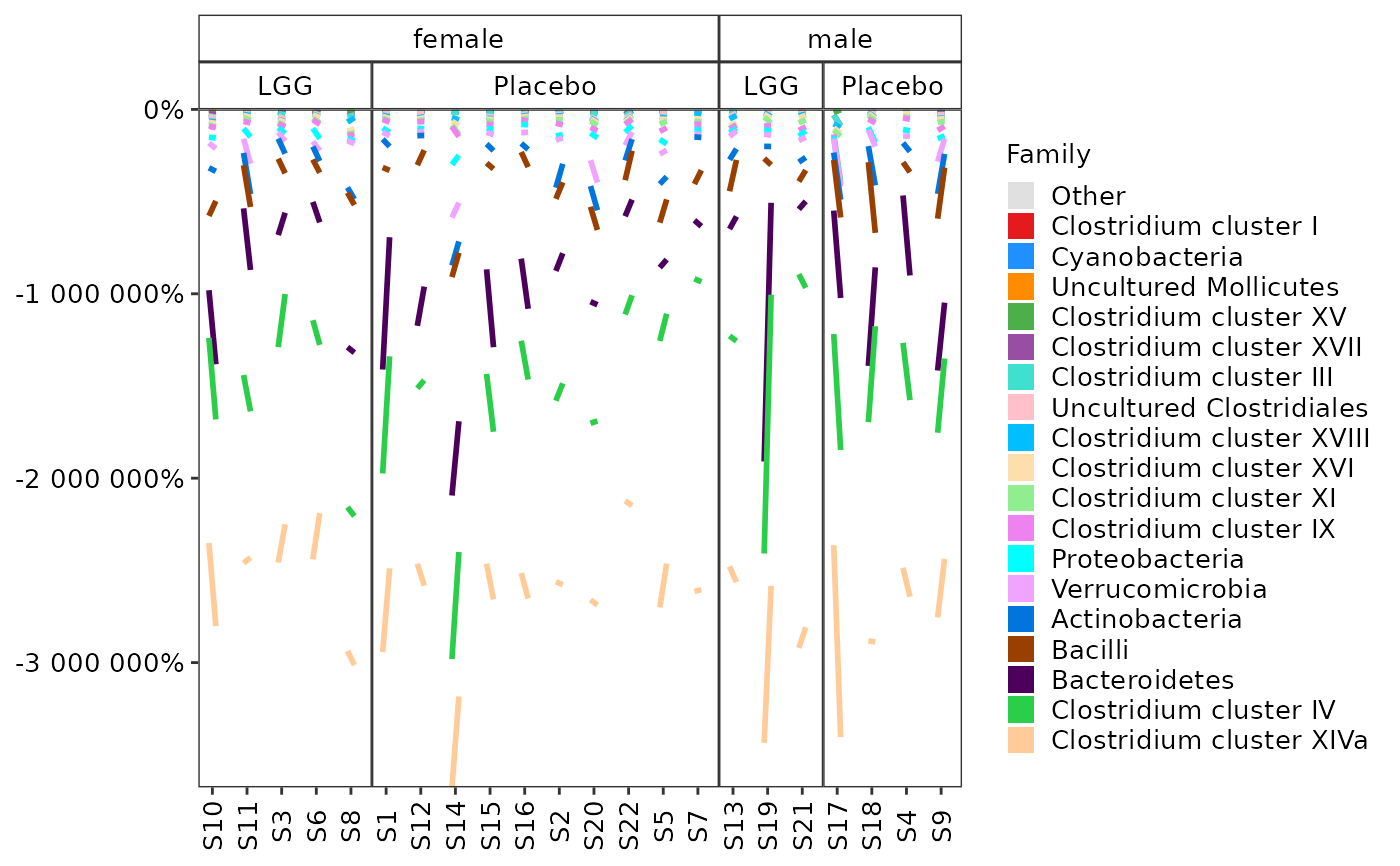 female
male
LGG
Placebo
LGG
Placebo
0%
-1 000 000%
-2 000 000%
-3 000 000%
S10
S11
S3
S6
S8
S1
S12
S14
S15
S16
S2
S20
S22
S5
S7
S13
S19
S21
S17
S18
S4
S9
Family
Other
Clostridium cluster I
Cyanobacteria
Uncultured Mollicutes
Clostridium cluster XV
Clostridium cluster XVII
Clostridium cluster III
Uncultured Clostridiales
Clostridium cluster XVIII
Clostridium cluster XVI
Clostridium cluster XI
Clostridium cluster IX
Proteobacteria
Verrucomicrobia
Actinobacteria
Bacilli
Bacteroidetes
Clostridium cluster IV
Clostridium cluster XIVa